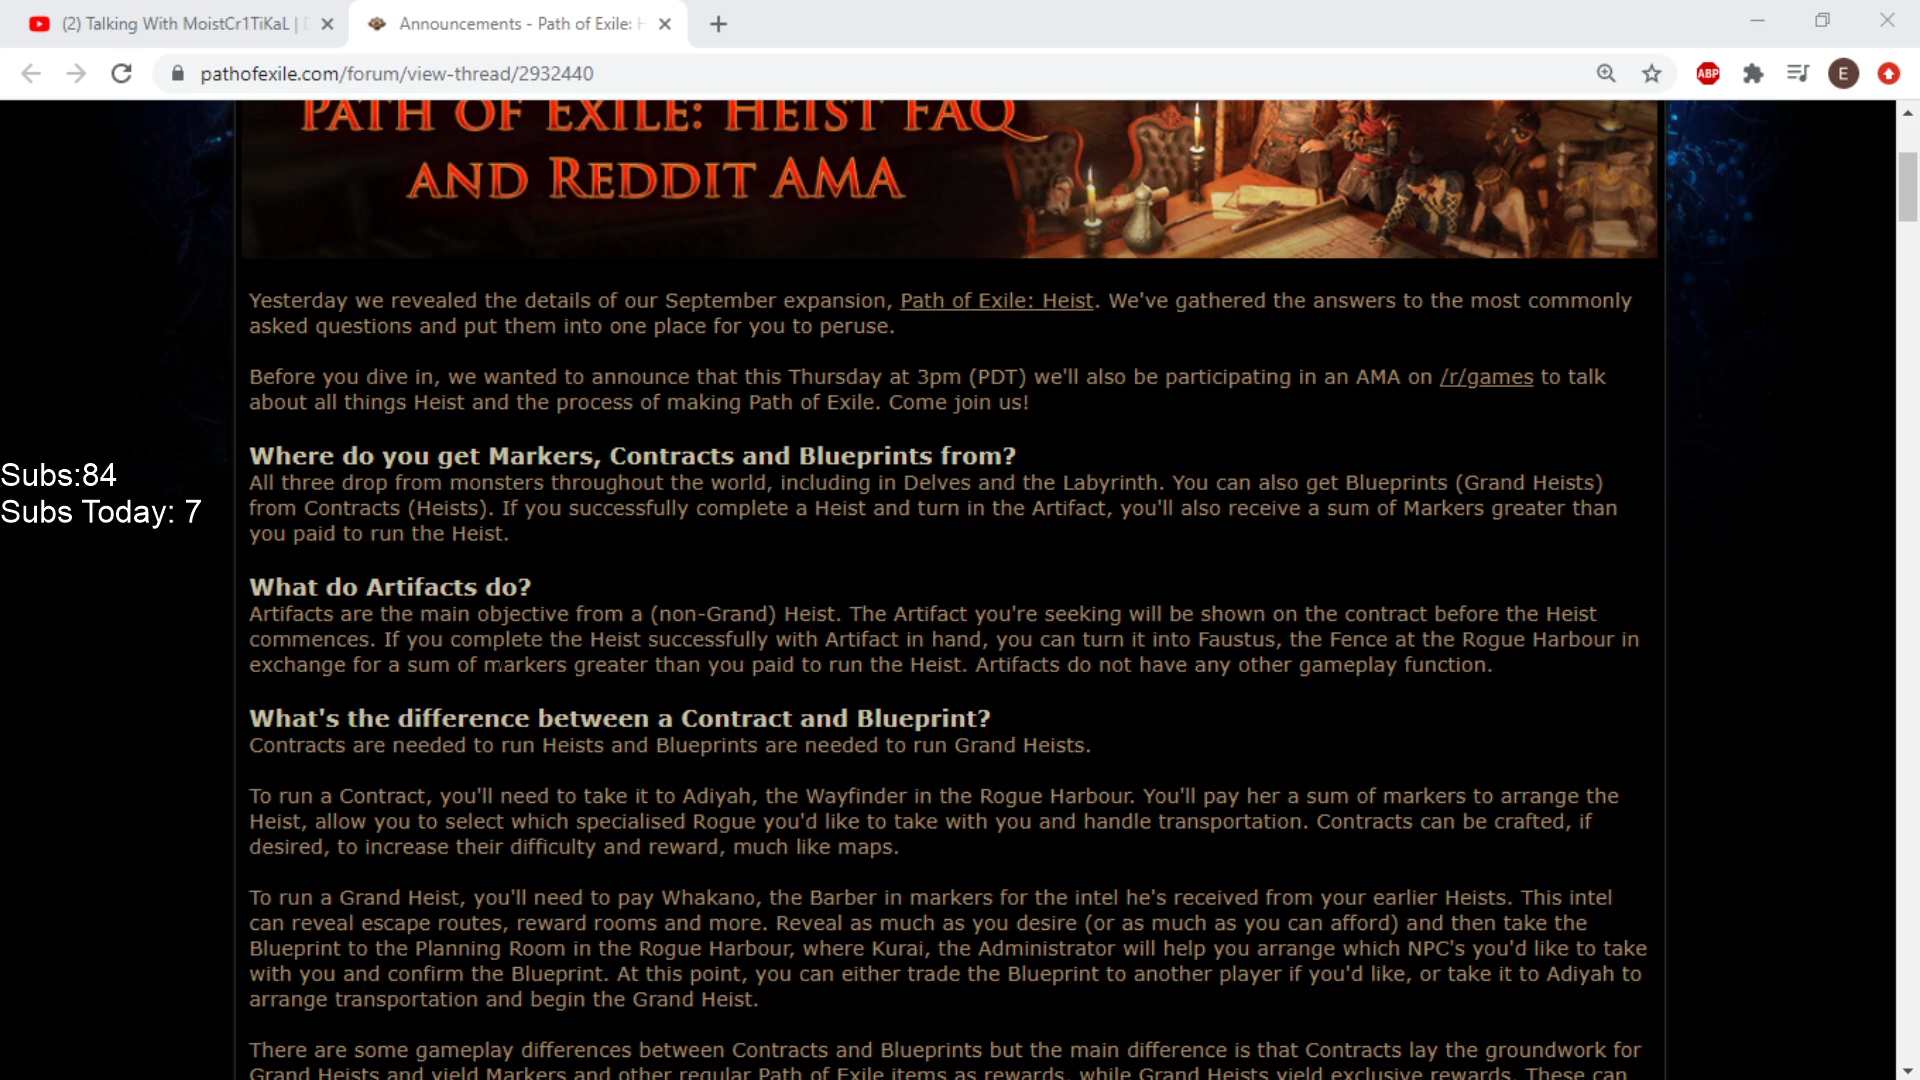 (2) Talking With MoistCr1TiKaL |
Announcements - Path of Exile:
pathofexile.com/forum/view-thread/2932440
ABP
E
PATH OF EXILE: HEIST FAQ
AND REDDIT AMA
Yesterday we revealed the details of our September expansion, Path of Exile: Heist. We've gathered the answers to the most commonly
asked questions and put them into one place for you to peruse.
Before you dive in, we wanted to announce that this Thursday at 3pm (PDT) we'll also be participating in an AMA on /r/games to talk
about all things Heist and the process of making Path of Exile. Come join us!
Where do you get Markers, Contracts and Blueprints from?
All three drop from monsters throughout the world, including in Delves and the Labyrinth. You can also get Blueprints (Grand Heists)
from Contracts (Heists). If you successfully complete a Heist and turn in the Artifact, you'll also receive a sum of Markers greater than
you paid to run the Heist.
Subs:84
Subs Today: 7
What do Artifacts do?
Artifacts are the main objective from a (non-Grand) Heist. The Artifact you're seeking will be shown on the contract before the Heist
commences. If you complete the Heist successfully with Artifact in hand, you can turn it into Faustus, the Fence at the Rogue Harbour in
exchange for a sum of markers greater than you paid to run the Heist. Artifacts do not have any other gameplay function.
What's the difference between a Contract and Blueprint?
Contracts are needed to run Heists and Blueprints are needed to run Grand Heists.
To run a Contract, you'll need to take it to Adiyah, the Wayfinder in the Rogue Harbour. You'll pay her a sum of markers to arrange the
Heist, allow you to select which specialised Rogue you'd like to take with you and handle transportation. Contracts can be crafted, if
desired, to increase their difficulty and reward, much like maps.
To run a Grand Heist, you'll need to pay Whakano, the Barber in markers for the intel he's received from your earlier Heists. This intel
can reveal escape routes, reward rooms and more. Reveal as much as you desire (or as much as you can afford) and then take the
Blueprint to the Planning Room in the Rogue Harbour, where Kurai, the Administrator will help you arrange which NPC's you'd like to take
with you and confirm the Blueprint. At this point, you can either trade the Blueprint to another player if you'd like, or take it to Adiyah to
arrange transportation and begin the Grand Heist.
There are some gameplay differences between Contracts and Blueprints but the main difference is that Contracts lay the groundwork for
Grand Heists and yield Markers and other regular Path of Exile items as rewards, while Grand Heists yield exclusive rewards. These can